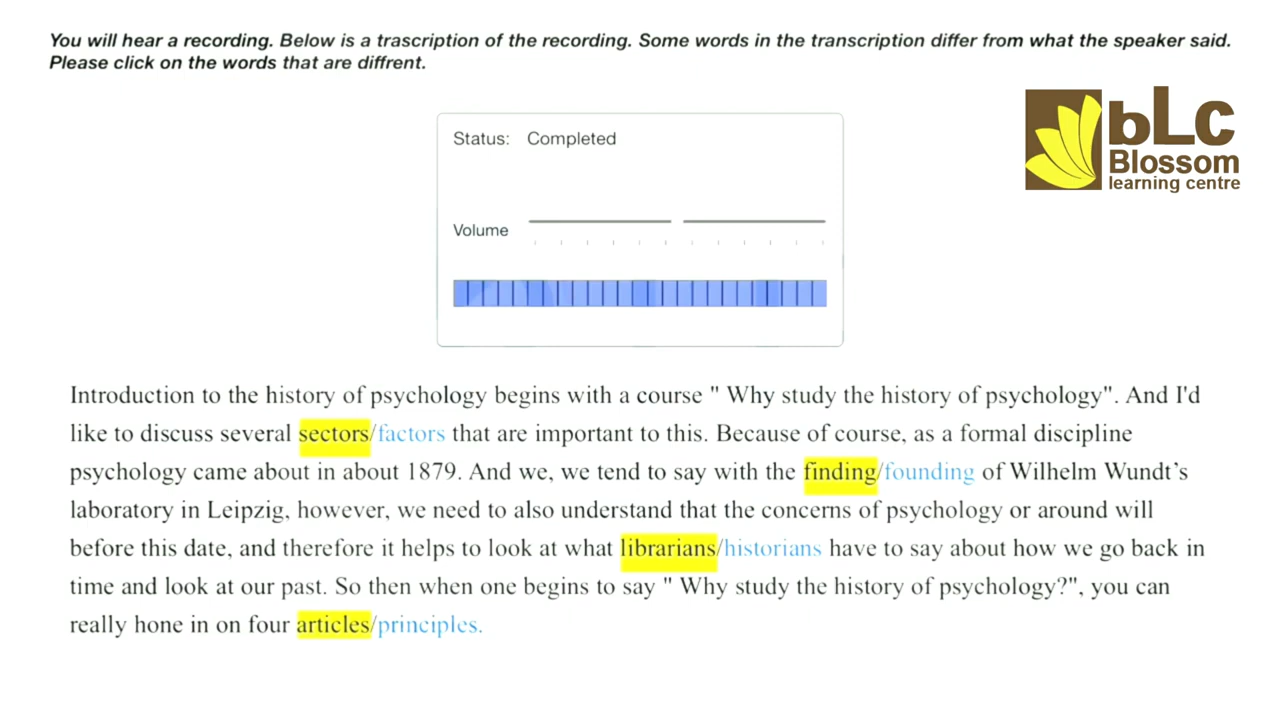 You will hear a recording. Below is a trascription of the recording. Some words in the transcription differ from what the speaker said.
Please click on the words that are diffrent.
bLc
Blossom
learning centre
Status: Completed
Volume
Introduction to the history of psychology begins with a course " Why study the history of psychology". And I'd
like to discuss several sectors/factors that are important to this. Because of course, as a formal discipline
psychology came about in about 1879. And we, we tend to say with the finding/founding of Wilhelm Wundt's
laboratory in Leipzig, however, we need to also understand that the concerns of psychology or around will
before this date, and therefore it helps to look at what librarians/historians have to say about how we go back in
time and look at our past. So then when one begins to say " Why study the history of psychology?", you can
really hone in on four articles/principles.